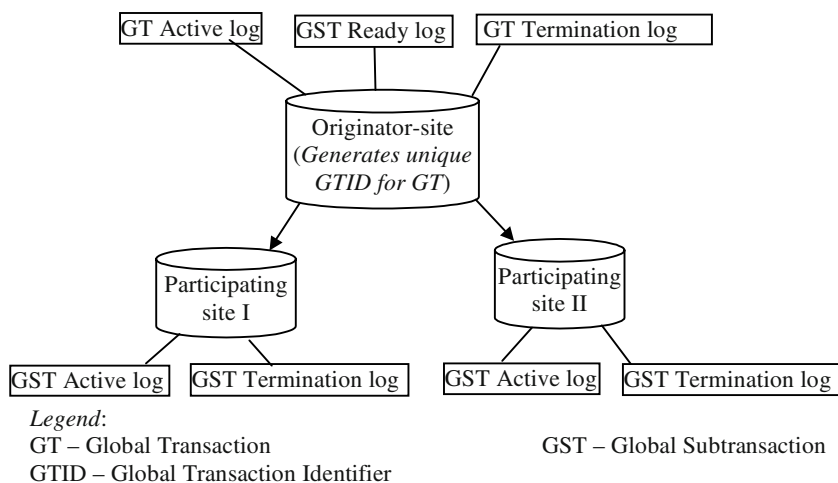 GT Active log
GST Ready log
GT Termination log
Originator-site
(Generates unique
GTID for GT)
Participating
site I
Participating
site II
GST Active log
GST Termination log
GST Active log
GST Termination log
Legend:
GT – Global Transaction
GST – Global Subtransaction
GTID – Global Transaction Identifier